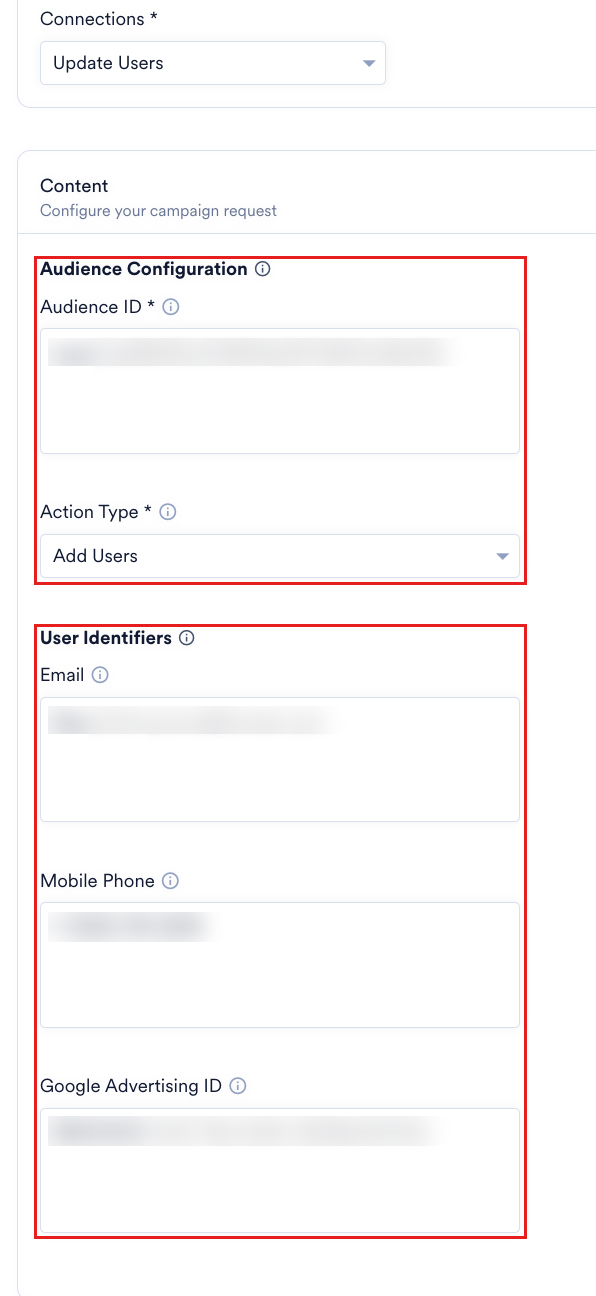 Connections *
Update Users
Content
Configure your campaign request
Audience Configuration
Audience ID *
Action Type *
Add Users
User Identifiers
Email
Mobile Phone
Google Advertising ID